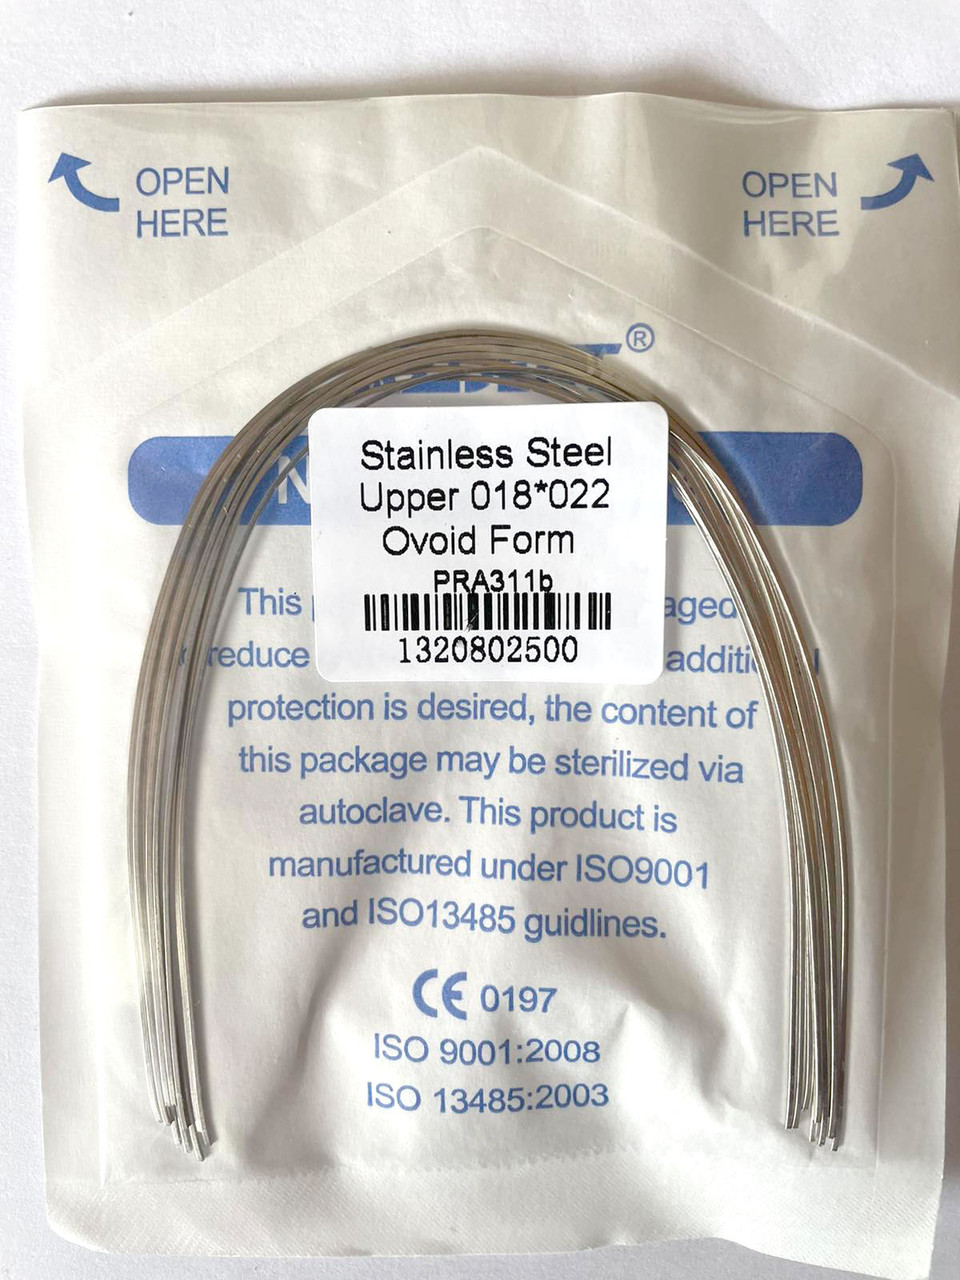 OPEN
HERE
OPEN
HERE
®
Stainless Steel
Upper 018*022
Ovoid Form
PRA311b
1320802500
This
reduce
protection is desired, the content of
this package may be sterilized via
autoclave. This product is
manufactured under ISO9001
and ISO13485 guidlines.
CE 0197
ISO 9001:2008
ISO 13485:2003